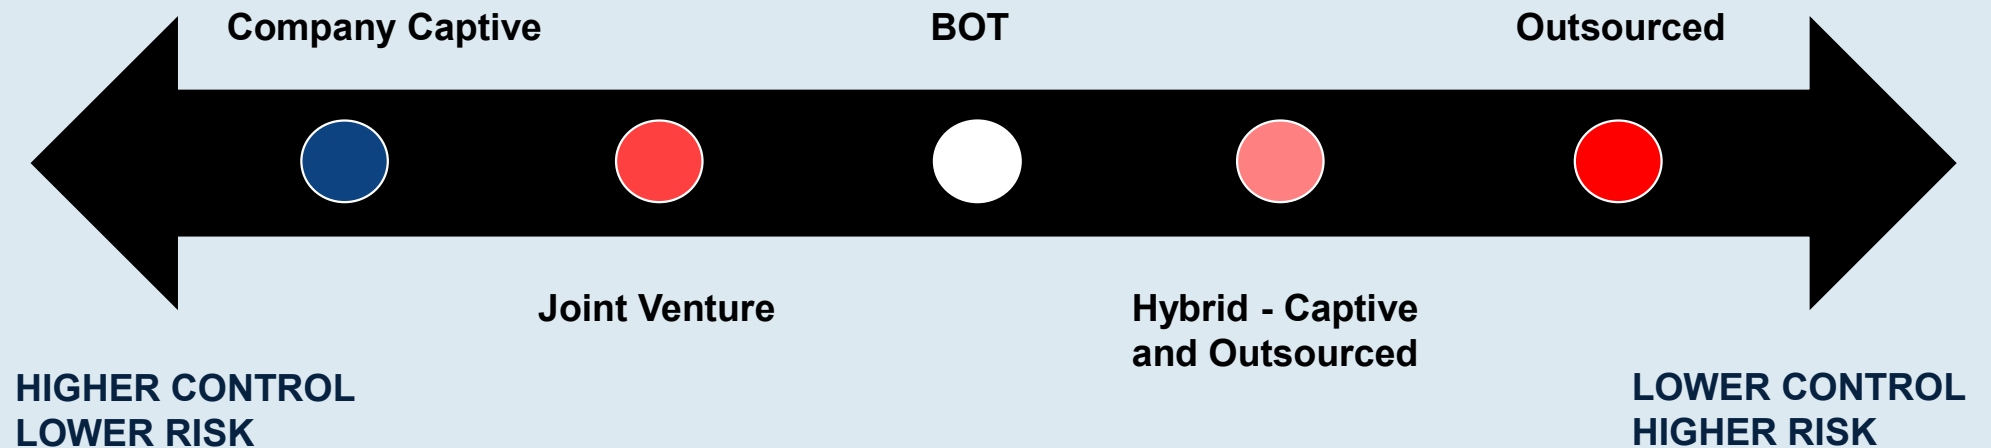 Company Captive
BOT
Outsourced
Joint Venture
Hybrid - Captive
and Outsourced
HIGHER CONTROL
LOWER RISK
LOWER CONTROL
HIGHER RISK